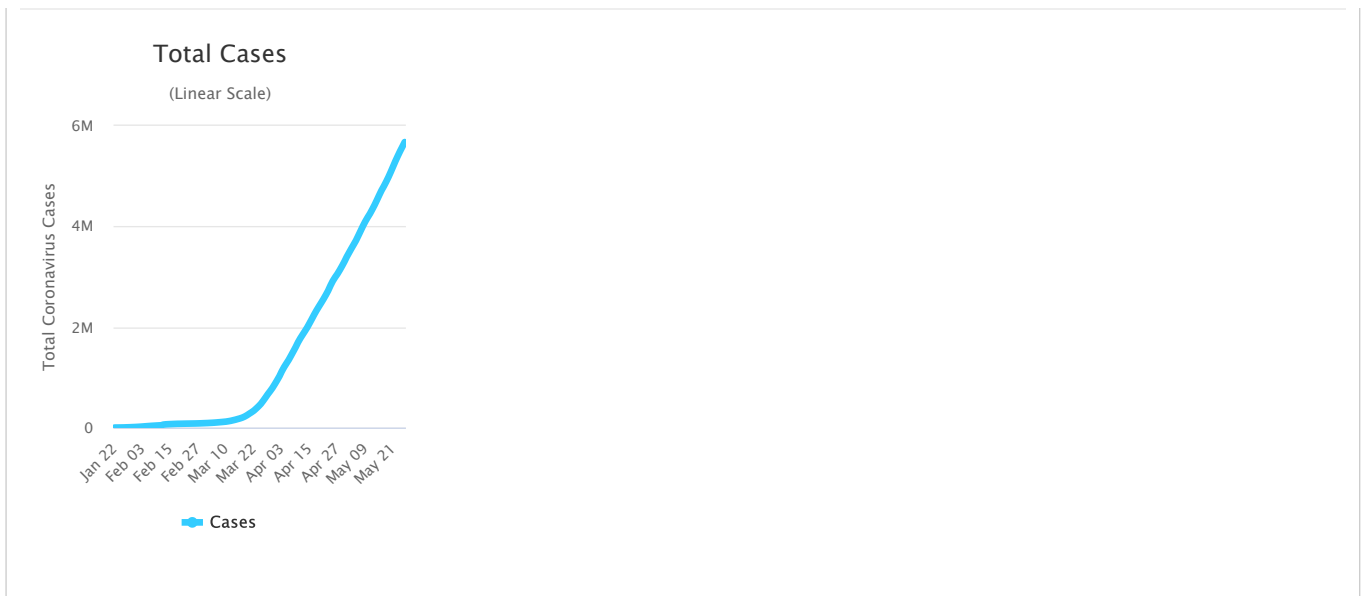 Total Cases
(Linear Scale)
Total Coronavirus Cases
6M
4M
2M
0
Jan 22
Feb 03
Feb 15
Feb 27
Mar 10
Mar 22
Apr 03
Apr 15
Apr 27
May 09
May 21
Cases